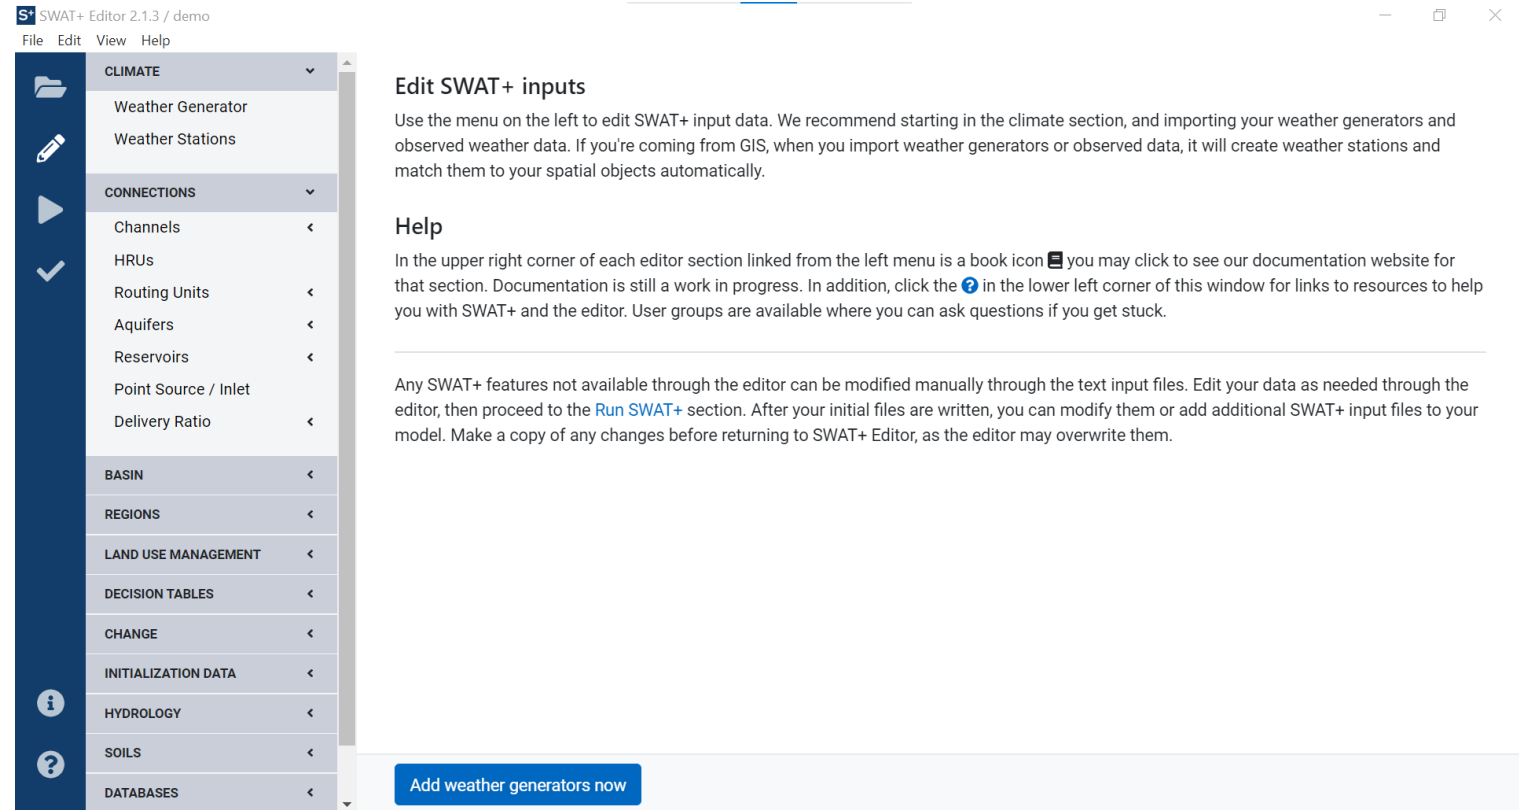 S+ SWAT+ Editor 2.1.3 / demo
File Edit View Help
CLIMATE
Weather Generator
Weather Stations
CONNECTIONS
Channels
HRUs
Routing Units
Aquifers
Reservoirs
Point Source / Inlet
Delivery Ratio
BASIN
REGIONS
LAND USE MANAGEMENT
DECISION TABLES
CHANGE
INITIALIZATION DATA
HYDROLOGY
SOILS
DATABASES
Edit SWAT+ inputs
Use the menu on the left to edit SWAT+ input data. We recommend starting in the climate section, and importing your weather generators and
observed weather data. If you're coming from GIS, when you import weather generators or observed data, it will create weather stations and
match them to your spatial objects automatically.
Help
In the upper right corner of each editor section linked from the left menu is a book icon you may click to see our documentation website for
that section. Documentation is still a work in progress. In addition, click the ? in the lower left corner of this window for links to resources to help
you with SWAT+ and the editor. User groups are available where you can ask questions if you get stuck.
Any SWAT+ features not available through the editor can be modified manually through the text input files. Edit your data as needed through the
editor, then proceed to the Run SWAT+ section. After your initial files are written, you can modify them or add additional SWAT+ input files to your
model. Make a copy of any changes before returning to SWAT+ Editor, as the editor may overwrite them.
Add weather generators now